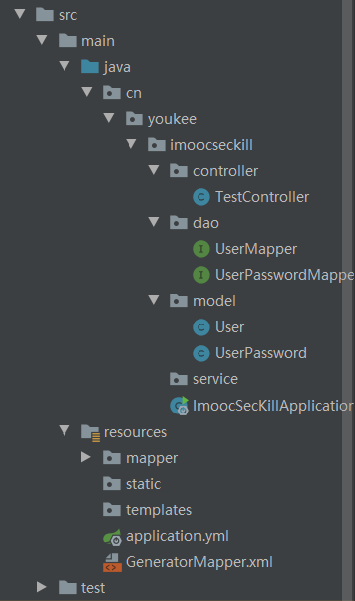 src
main
java
cn
youkee
imoocseckill
controller
TestController
dao
UserMapper
UserPasswordMappe
model
User
UserPassword
service
ImoocSecKillApplication
resources
mapper
static
templates
application.yml
GeneratorMapper.xml
test